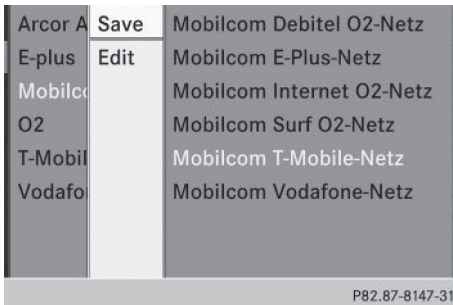 Arcor A
E-plus
Mobilc
O2
T-Mobil
Vodafo
Save
Edit
Mobilcom Debitel O2-Netz
Mobilcom E-Plus-Netz
Mobilcom Internet O2-Netz
Mobilcom Surf O2-Netz
Mobilcom T-Mobile-Netz
Mobilcom Vodafone-Netz
P82.87-8147-31